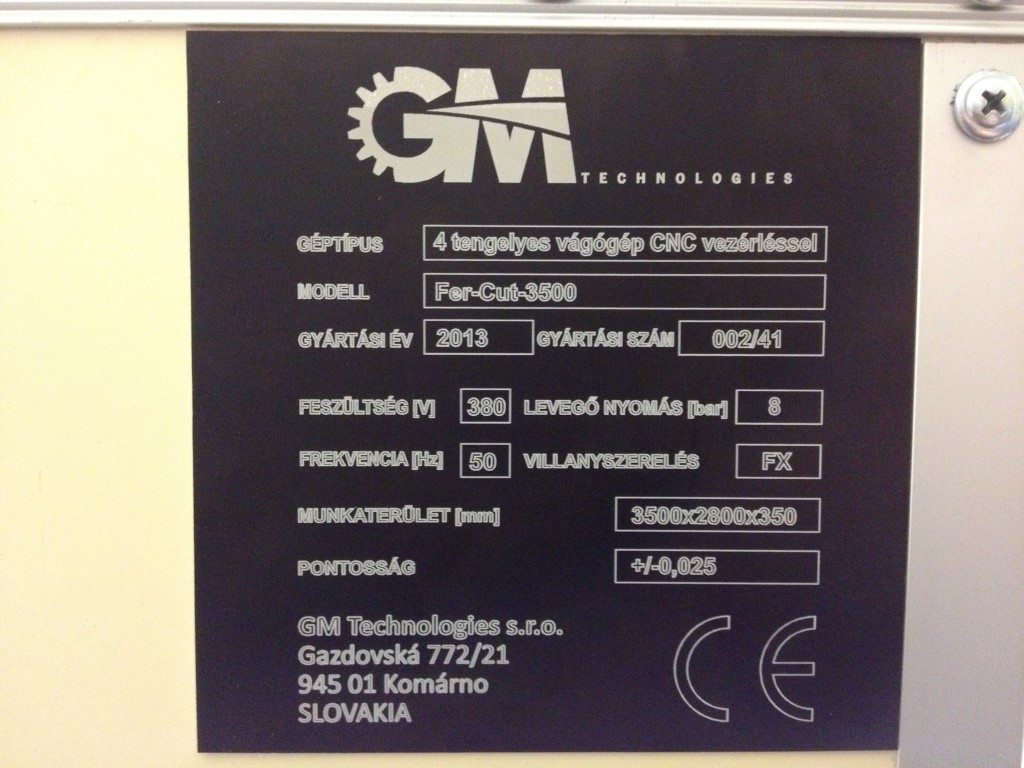 GM TECHNOLOGIES
GÉPTÍPUS 4 tengelyes vágógép CNC vezérléssel
MODELL Fer-Cut-3500
GYÁRTÁSI ÉV 2013 GYÁRTÁSI SZÁM 002/41
FESZÜLTSÉG [V] 380 LEVEGŐ NYOMÁS [bar] 8
FREKVENCIA [Hz] 50 VILLANYSZERELÉS FX
MUNKATERÜLET [mm] 3500x2800x350
PONTOSSÁG +/-0,025
GM Technologies s.r.o.
Gazdovská 772/21
945 01 Komárno
SLOVAKIA
CE